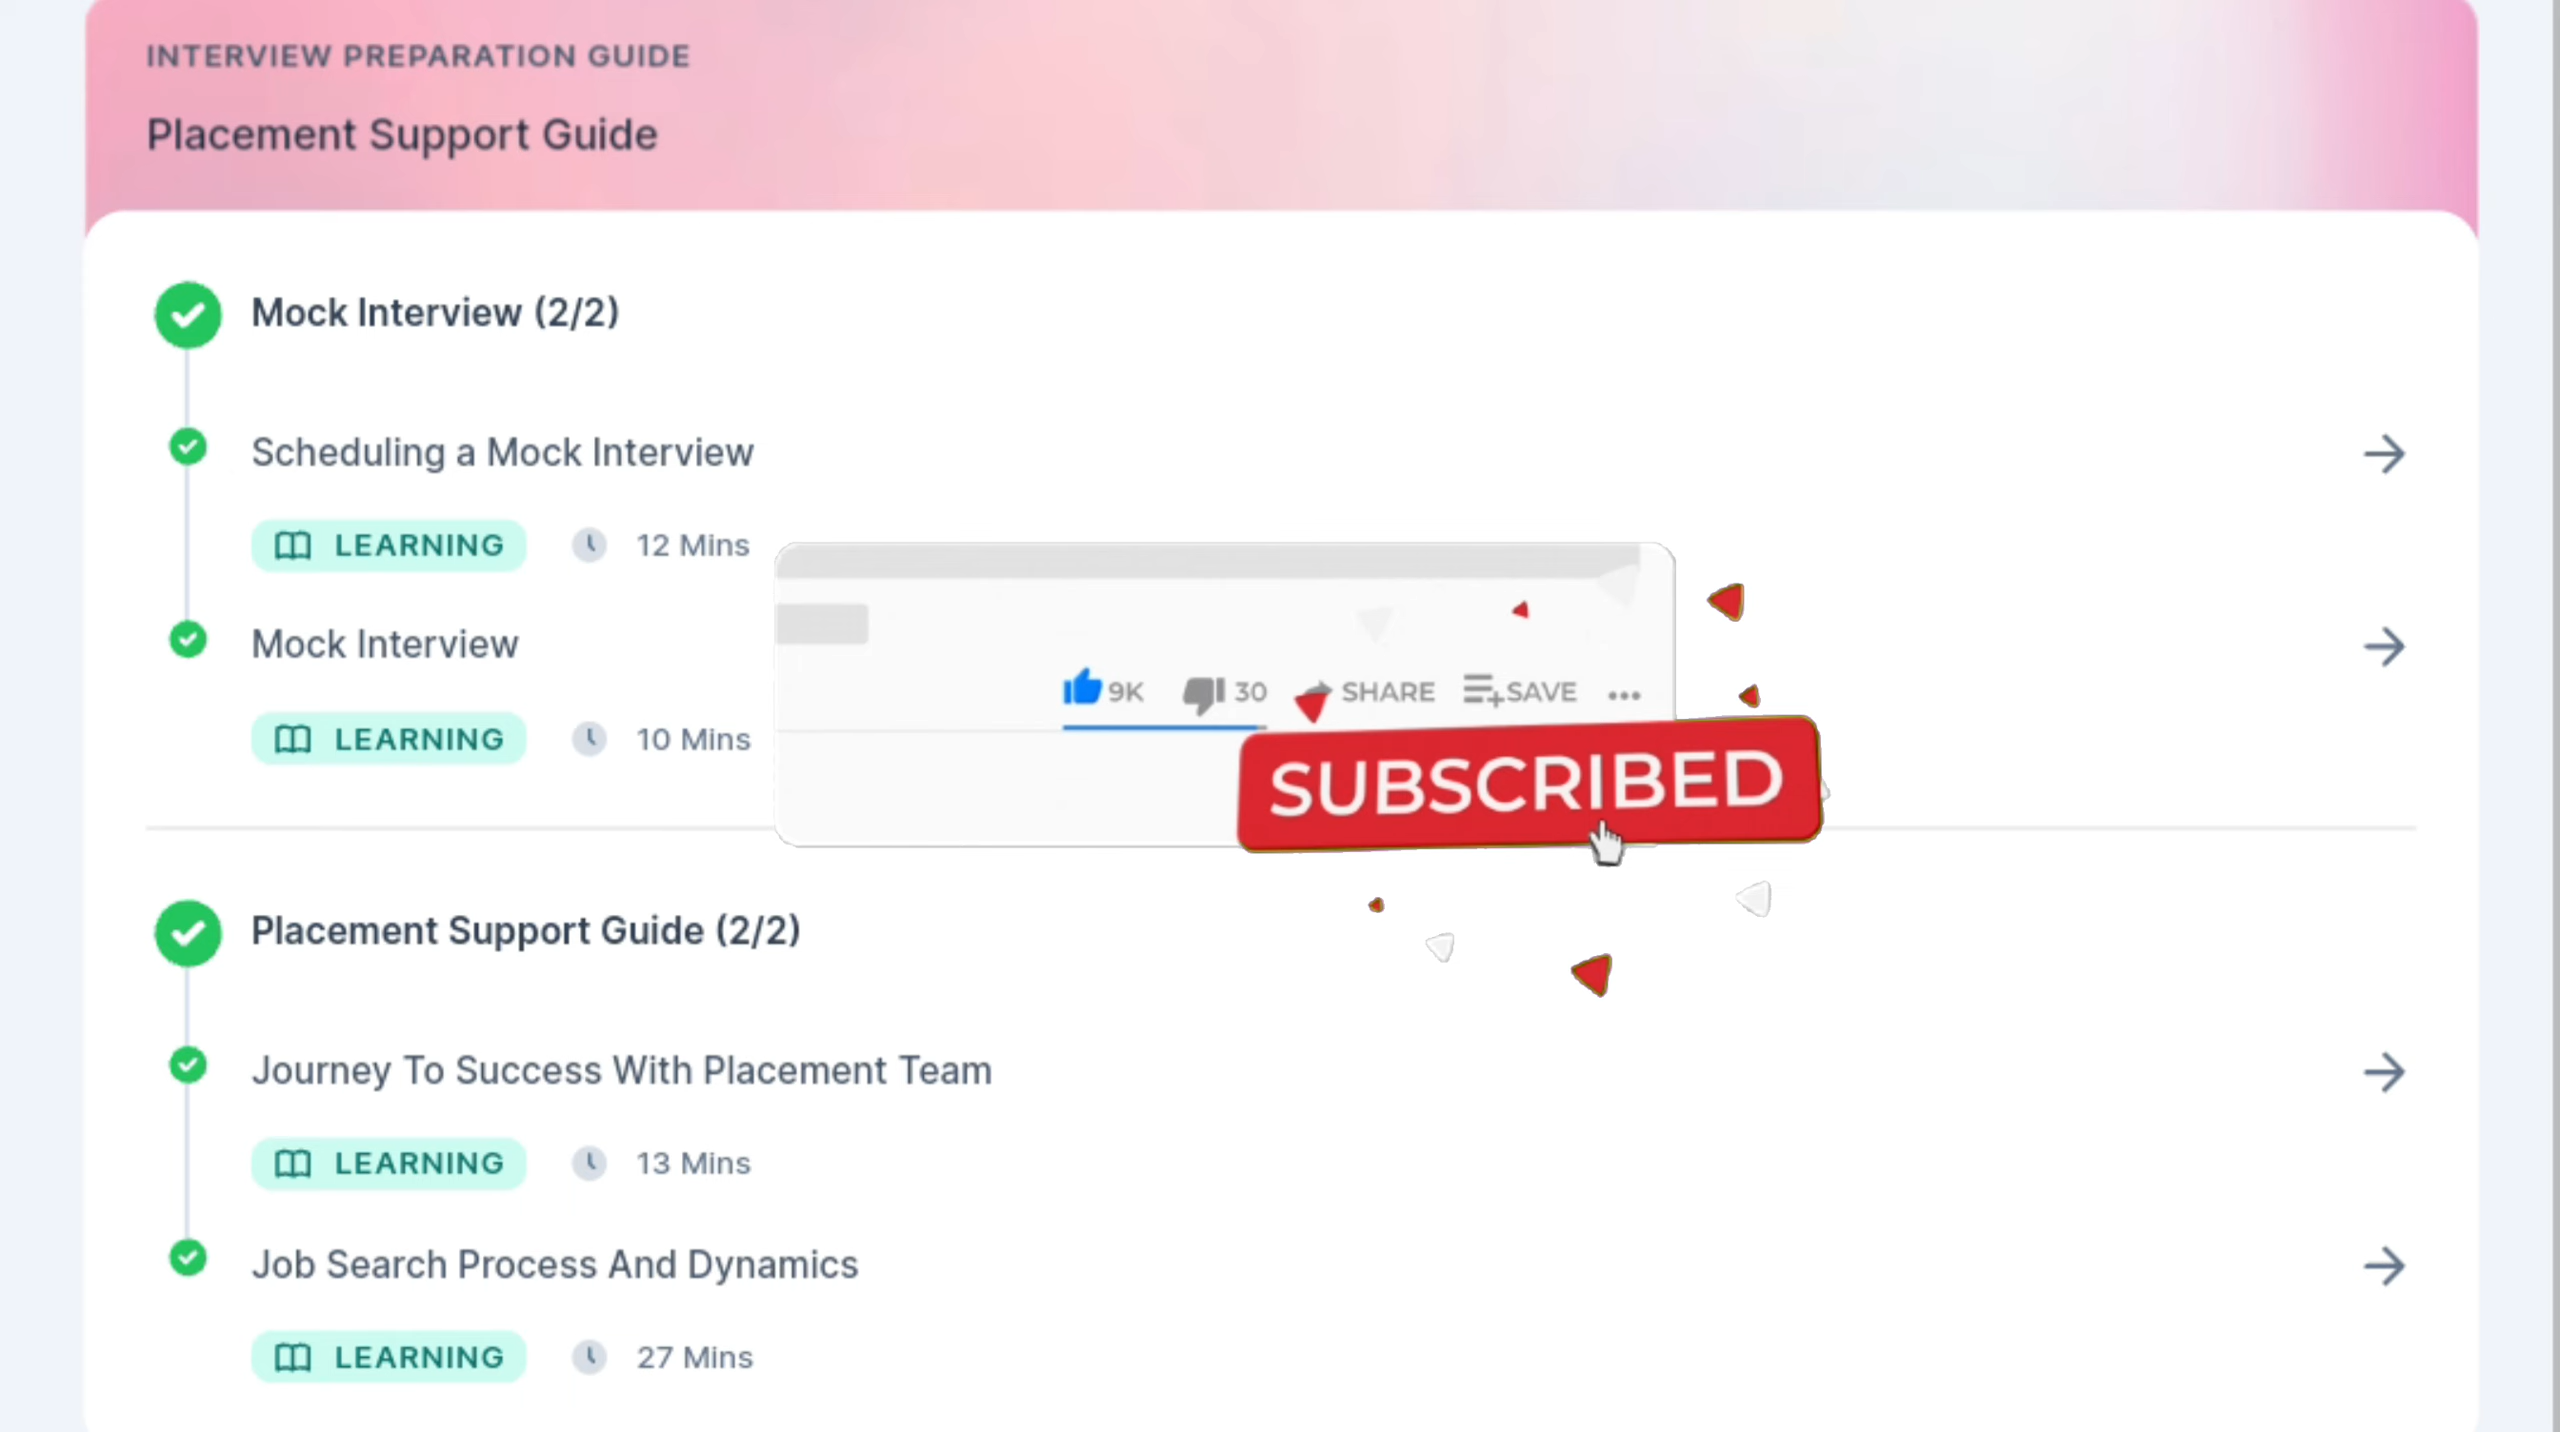 INTERVIEW PREPARATION GUIDE
Placement Support Guide
Mock Interview (2/2)
Scheduling a Mock Interview
LEARNING 12 Mins
Mock Interview
LEARNING 10 Mins
9K 30 SHARE SAVE
SUBSCRIBED
Placement Support Guide (2/2)
Journey To Success With Placement Team
LEARNING 13 Mins
Job Search Process And Dynamics
LEARNING 27 Mins